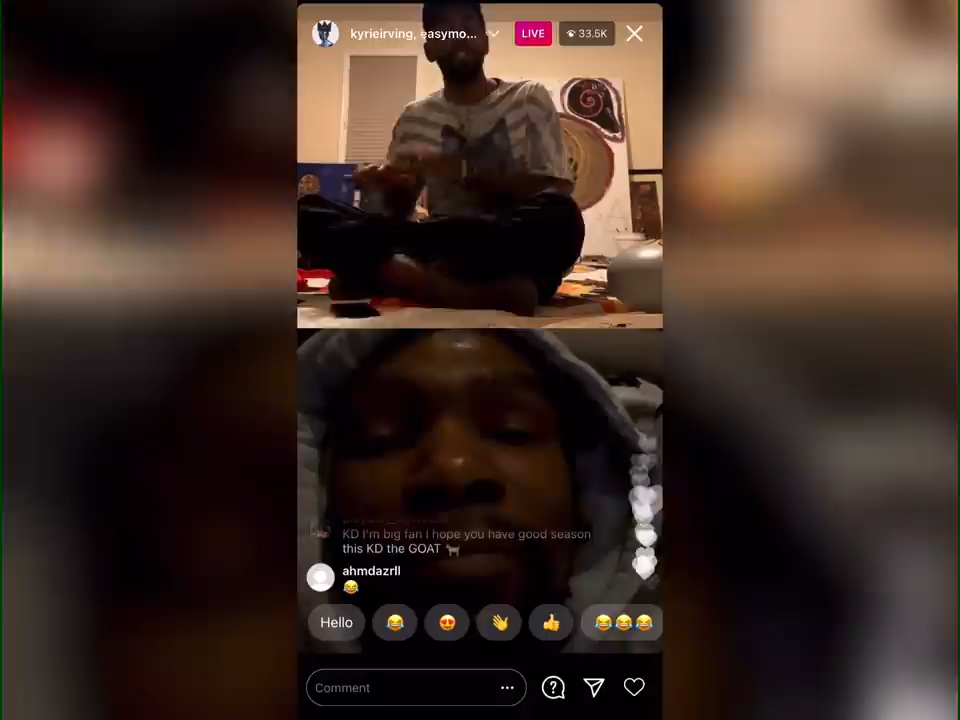 kyrieirving, easymo...
LIVE
33.5K
KD I'm big fan I hope you have good season
this KD the GOAT 🐐
ahmdazrll
😂
Hello
😂
😍
👋
👍
😂😂😂
Comment